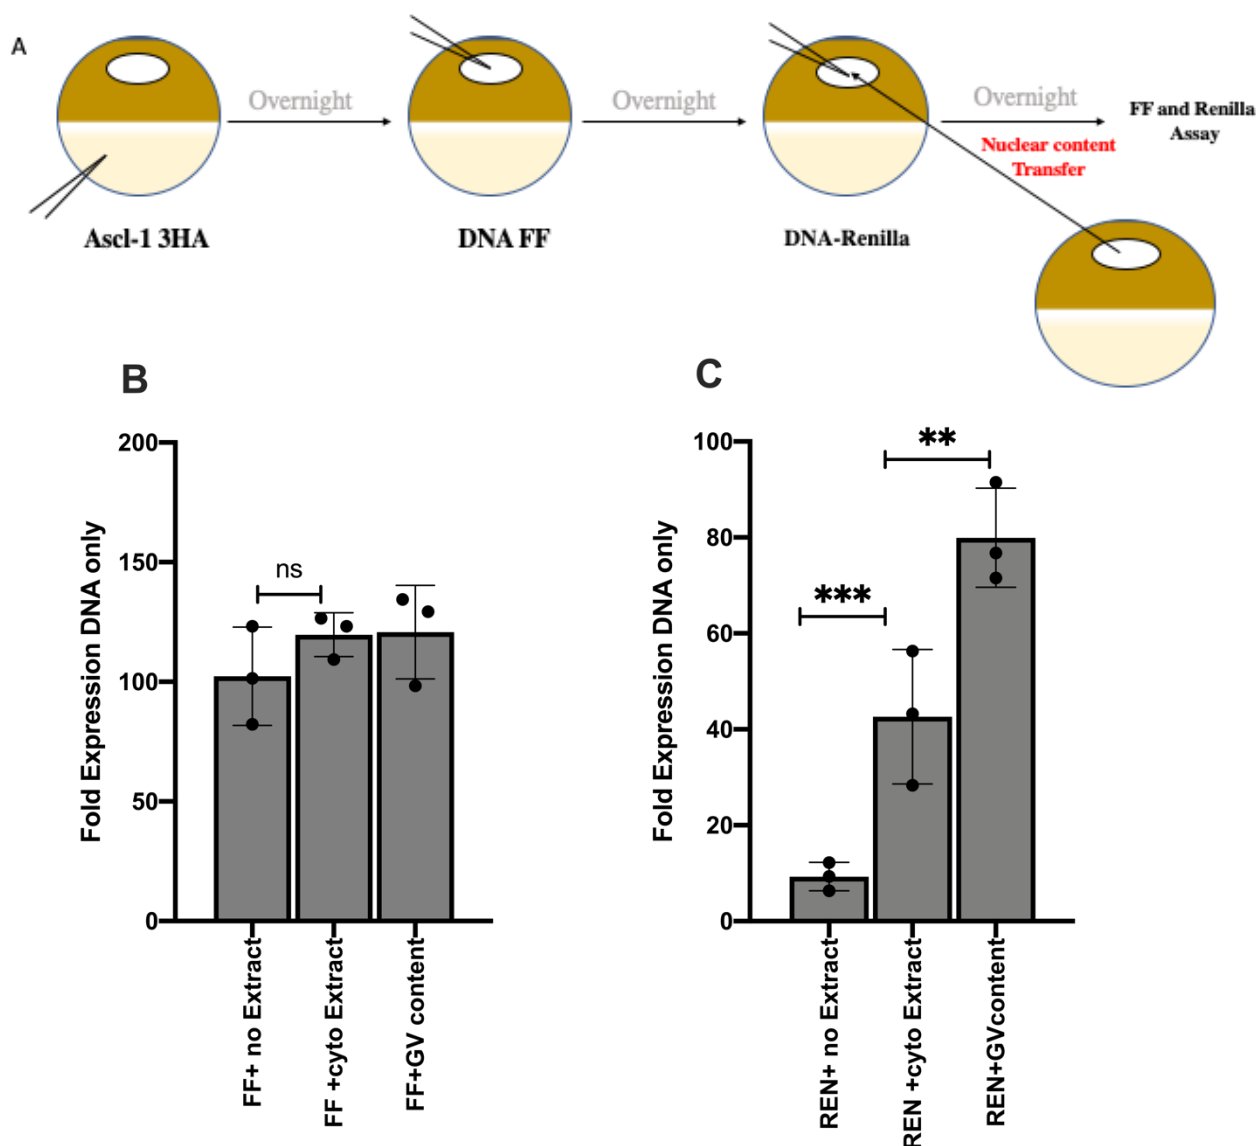 A
Overnight
Overnight
Overnight
FF and Renilla
Assay
Nuclear content
Transfer
Ascl-1 3HA
DNA FF
DNA-Renilla
B
Fold Expression DNA only
200
150
100
50
0
ns
FF+ no Extract
FF +cyto Extract
FF+GV content
C
Fold Expression DNA only
100
80
60
40
20
0
***
**
REN+ no Extract
REN +cyto Extract
REN+GVcontent